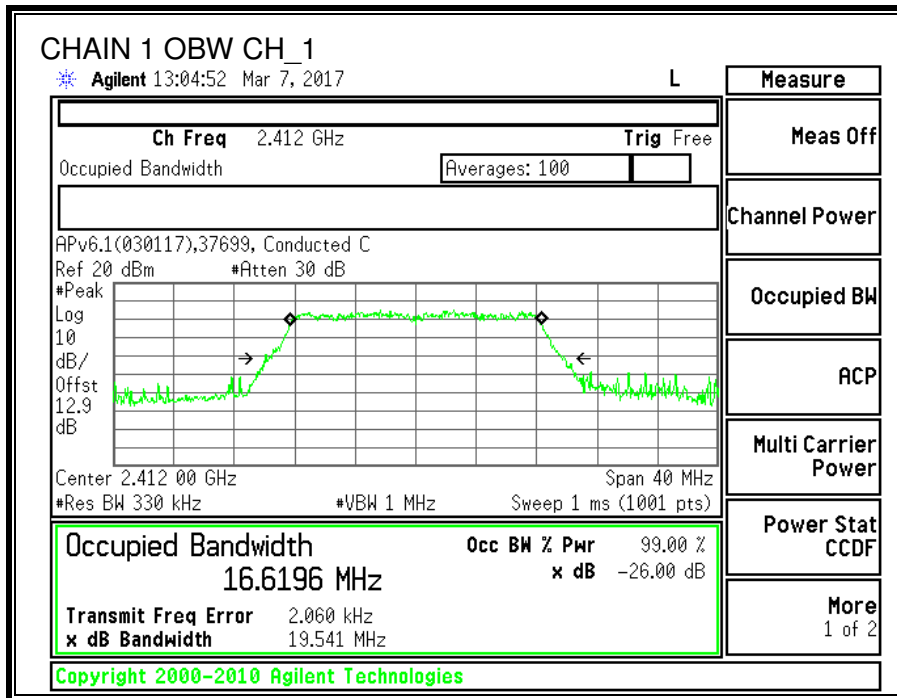 CHAIN 1 OBW CH_1
Agilent 13:04:52 Mar 7, 2017 L
Measure
Ch Freq 2.412 GHz Trig Free
Meas Off
Occupied Bandwidth Averages: 100
Channel Power
APv6.1(030117),37699, Conducted C
Ref 20 dBm #Atten 30 dB
#Peak
Log
10
dB/
Offst
12.9
dB
Occupied BW
ACP
Center 2.412 00 GHz Span 40 MHz
#Res BW 330 kHz #VBW 1 MHz Sweep 1 ms (1001 pts)
Multi Carrier
Power
Occupied Bandwidth Occ BW % Pwr 99.00 %
16.6196 MHz x dB -26.00 dB
Power Stat
CCDF
Transmit Freq Error 2.060 kHz
x dB Bandwidth 19.541 MHz
More
1 of 2
Copyright 2000-2010 Agilent Technologies